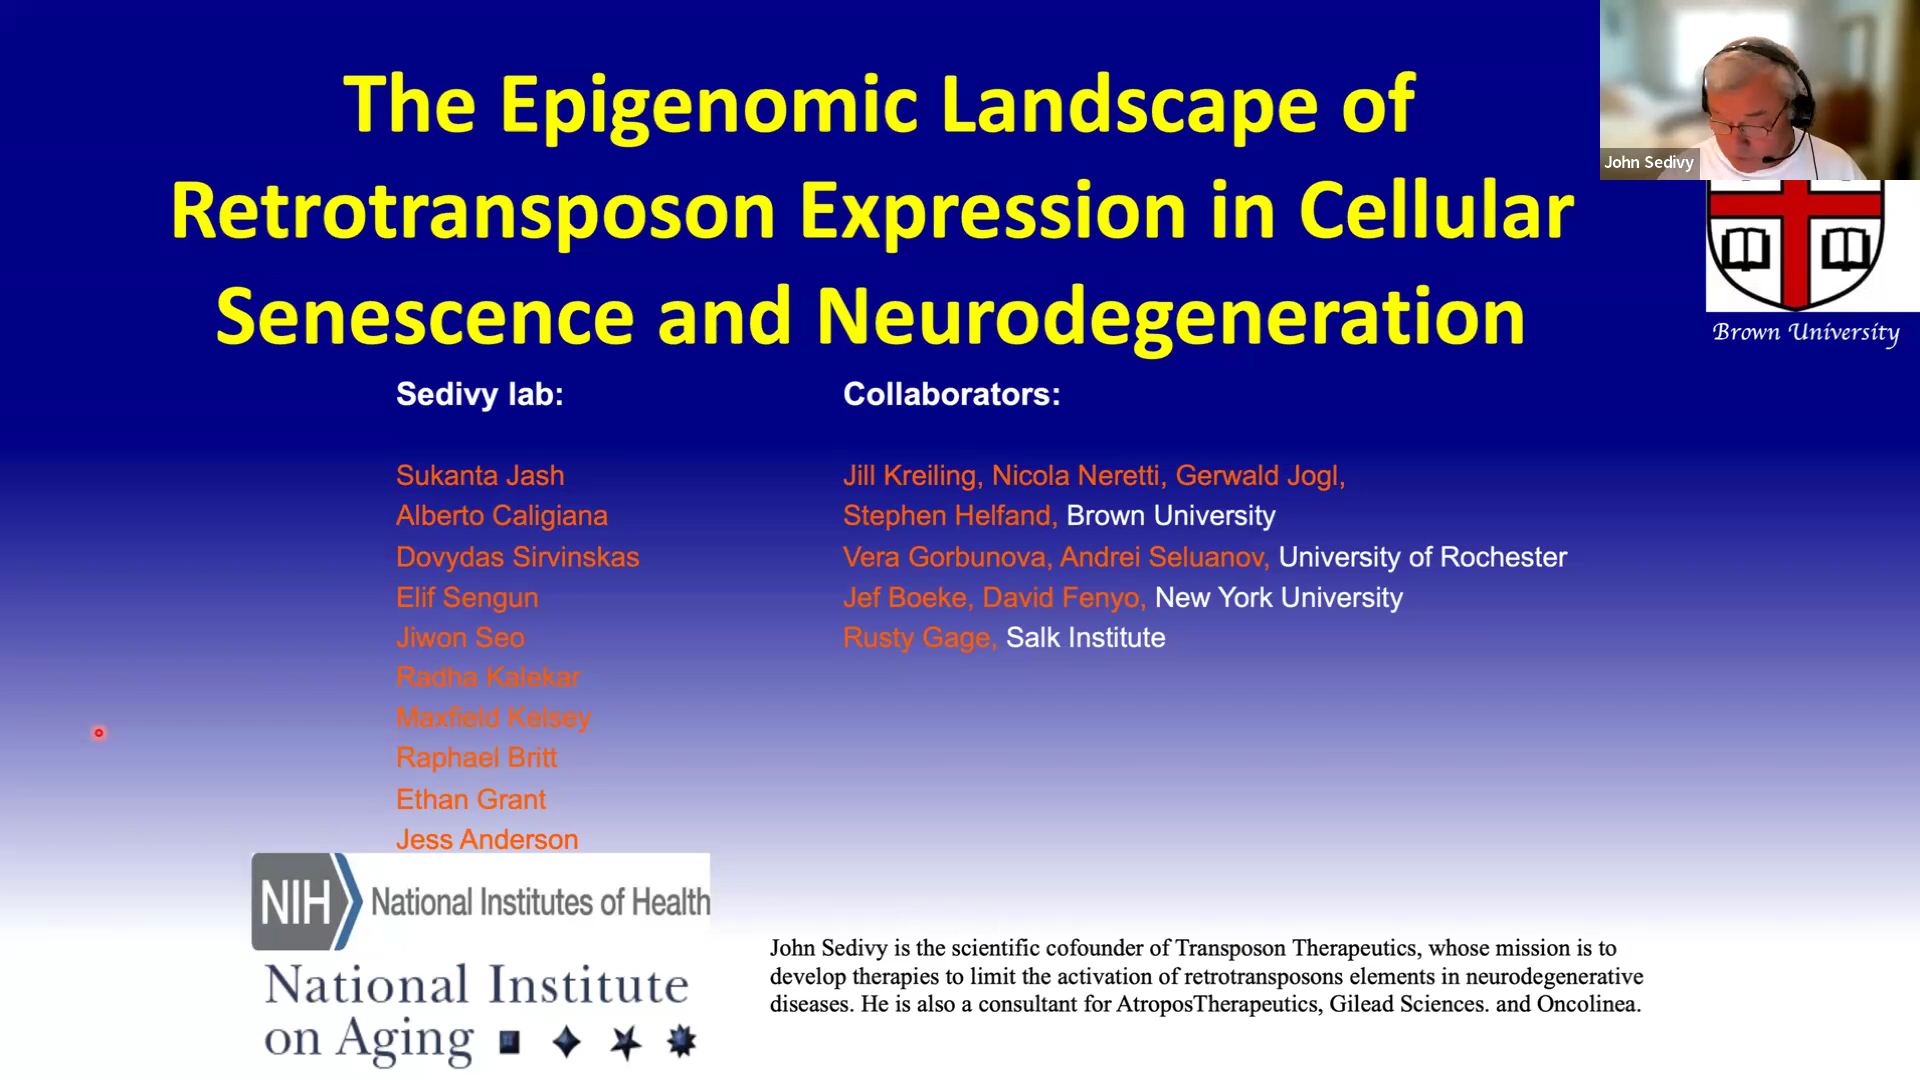 The Epigenomic Landscape of
Retrotransposon Expression in Cellular
Senescence and Neurodegeneration
John Sedivy
Brown University
Sedivy lab:
Sukanta Jash
Alberto Caligiana
Dovydas Sirvinskas
Elif Sengun
Jiwon Seo
Radha Kalekar
Maxfield Kelsey
Raphael Britt
Ethan Grant
Jess Anderson
Collaborators:
Jill Kreiling, Nicola Neretti, Gerwald Jogl,
Stephen Helfand, Brown University
Vera Gorbunova, Andrei Seluanov, University of Rochester
Jef Boeke, David Fenyo, New York University
Rusty Gage, Salk Institute
NIH National Institutes of Health
National Institute
on Aging
John Sedivy is the scientific cofounder of Transposon Therapeutics, whose mission is to
develop therapies to limit the activation of retrotransposons elements in neurodegenerative
diseases. He is also a consultant for AtroposTherapeutics, Gilead Sciences. and Oncolinea.